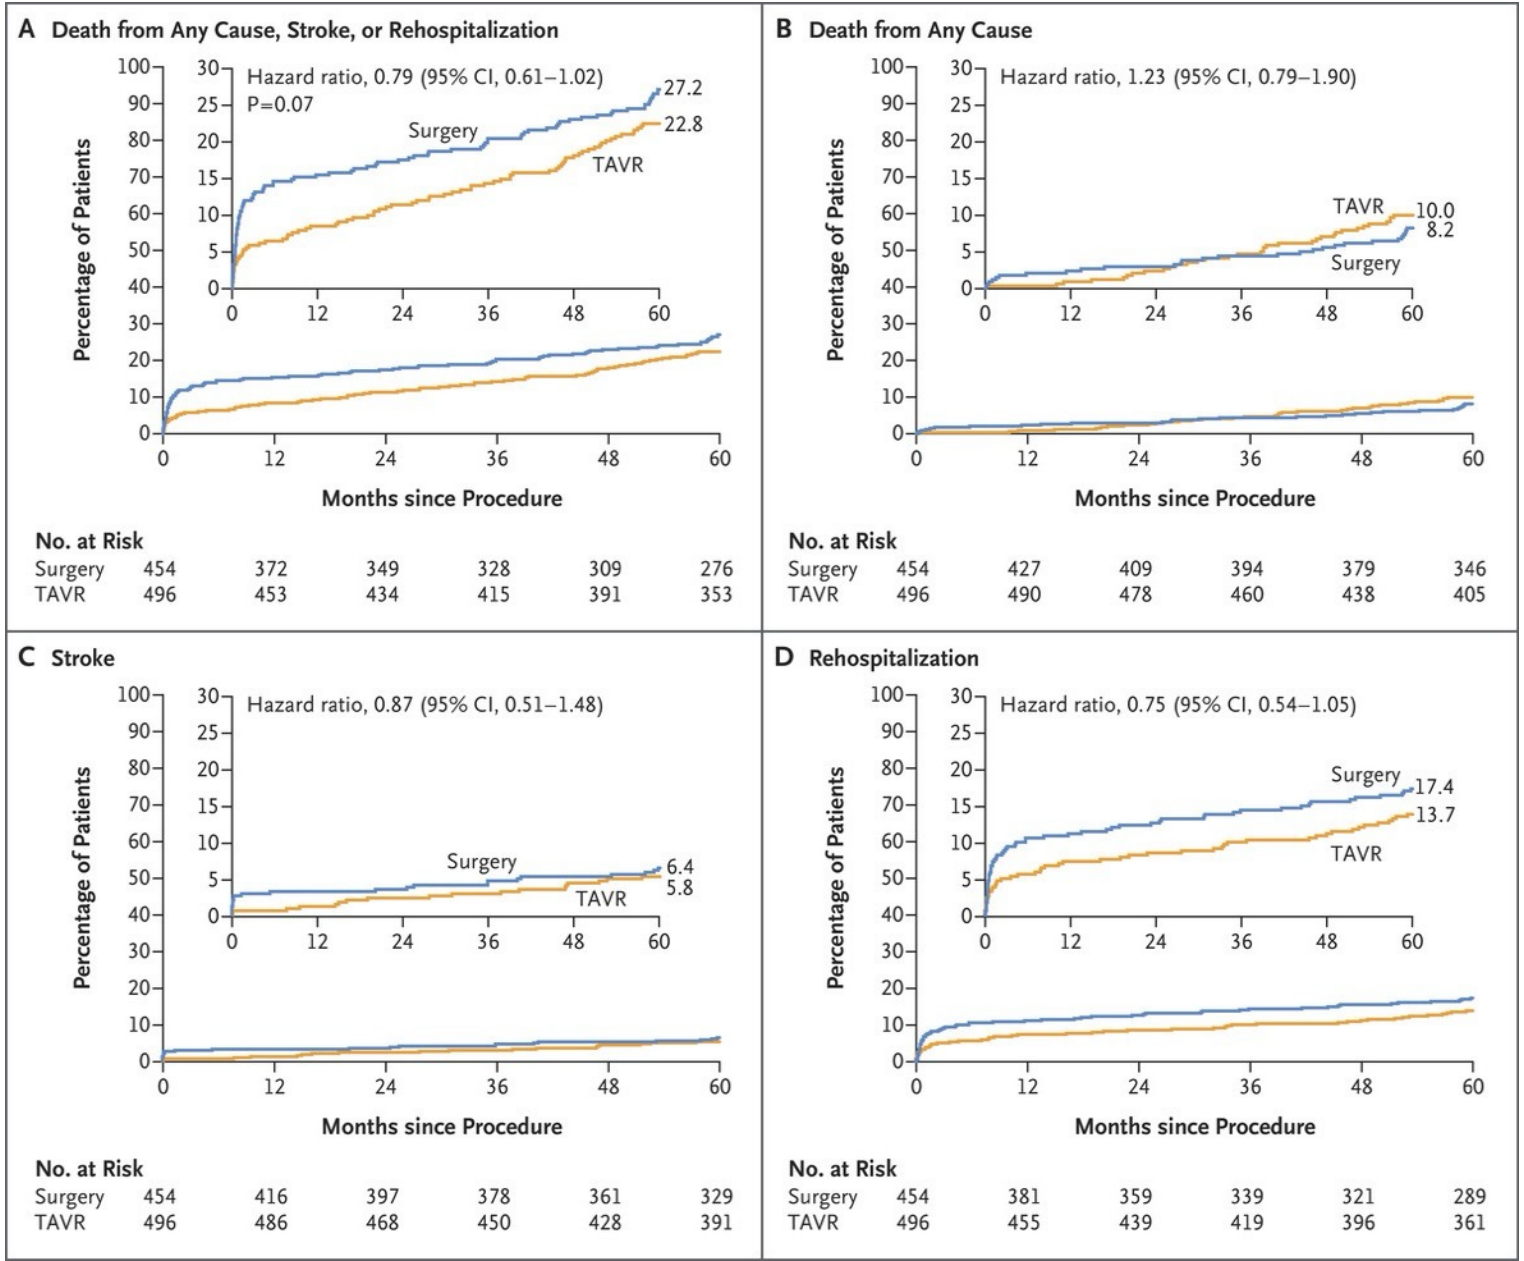 A Death from Any Cause, Stroke, or Rehospitalization
Percentage of Patients
100
90
80
70
60
50
40
30
20
10
0
30
25
20
15
10
5
0
Hazard ratio, 0.79 (95% CI, 0.61–1.02)
P=0.07
Surgery
TAVR
27.2
22.8
0 12 24 36 48 60
0 12 24 36 48 60
Months since Procedure
No. at Risk
Surgery 454 372 349 328 309 276
TAVR 496 453 434 415 391 353
B Death from Any Cause
Percentage of Patients
100
90
80
70
60
50
40
30
20
10
0
30
25
20
15
10
5
0
Hazard ratio, 1.23 (95% CI, 0.79–1.90)
TAVR
Surgery
10.0
8.2
0 12 24 36 48 60
0 12 24 36 48 60
Months since Procedure
No. at Risk
Surgery 454 427 409 394 379 346
TAVR 496 490 478 460 438 405
C Stroke
Percentage of Patients
100
90
80
70
60
50
40
30
20
10
0
30
25
20
15
10
5
0
Hazard ratio, 0.87 (95% CI, 0.51–1.48)
Surgery
TAVR
6.4
5.8
0 12 24 36 48 60
0 12 24 36 48 60
Months since Procedure
No. at Risk
Surgery 454 416 397 378 361 329
TAVR 496 486 468 450 428 391
D Rehospitalization
Percentage of Patients
100
90
80
70
60
50
40
30
20
10
0
30
25
20
15
10
5
0
Hazard ratio, 0.75 (95% CI, 0.54–1.05)
Surgery
TAVR
17.4
13.7
0 12 24 36 48 60
0 12 24 36 48 60
Months since Procedure
No. at Risk
Surgery 454 381 359 339 321 289
TAVR 496 455 439 419 396 361